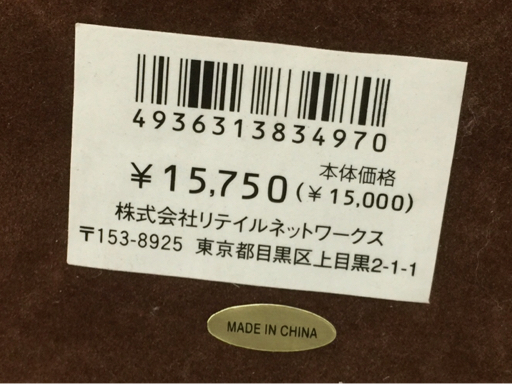 4936313834970
本体価格
￥15,750(￥15,000)
株式会社リテイルネットワークス
〒153-8925 東京都目黒区上目黒2-1-1
MADE IN CHINA